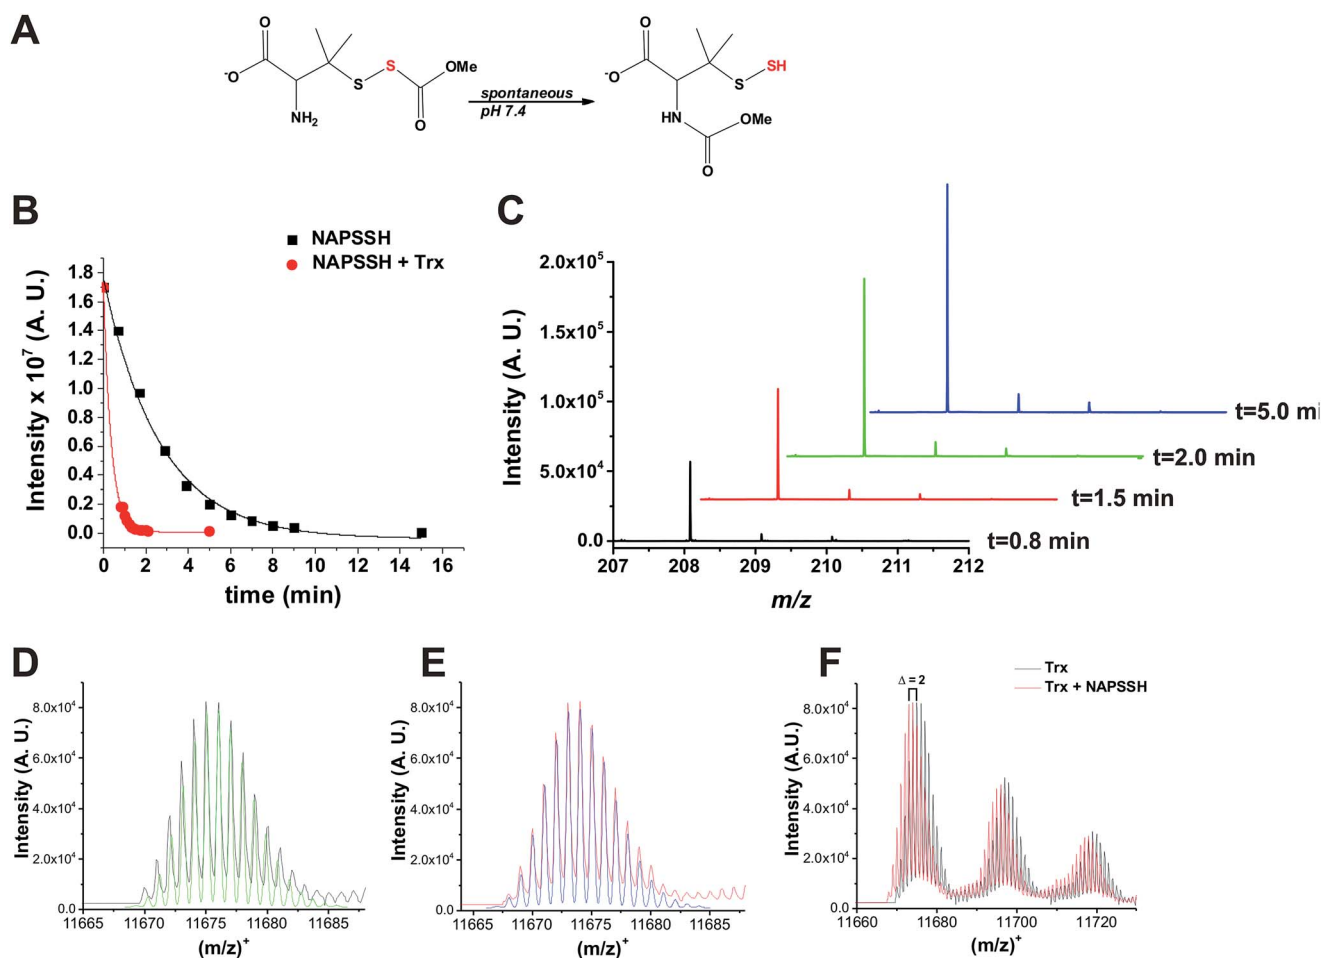 A
O
-O
NH2
S
S
OMe
O
spontaneous
pH 7.4
O
-O
HN
S
SH
OMe
O
B
NAPSSH
NAPSSH + Trx
Intensity x 10^7 (A. U.)
1.8
1.6
1.4
1.2
1.0
0.8
0.6
0.4
0.2
0.0
0 2 4 6 8 10 12 14 16
time (min)
C
Intensity (A. U.)
2.0x10^5
1.5x10^5
1.0x10^5
5.0x10^4
0.0
207 208 209 210 211 212
m/z
t=5.0 mi
t=2.0 min
t=1.5 min
t=0.8 min
D
Intensity (A. U.)
8.0x10^4
6.0x10^4
4.0x10^4
2.0x10^4
0.0
11665 11670 11675 11680 11685
(m/z)+
E
Intensity (A. U.)
8.0x10^4
6.0x10^4
4.0x10^4
2.0x10^4
0.0
11665 11670 11675 11680 11685
(m/z)+
F
Trx
Trx + NAPSSH
Δ = 2
Intensity (A.U.)
8.0x10^4
6.0x10^4
4.0x10^4
2.0x10^4
0.0
11660 11680 11700 11720
(m/z)+